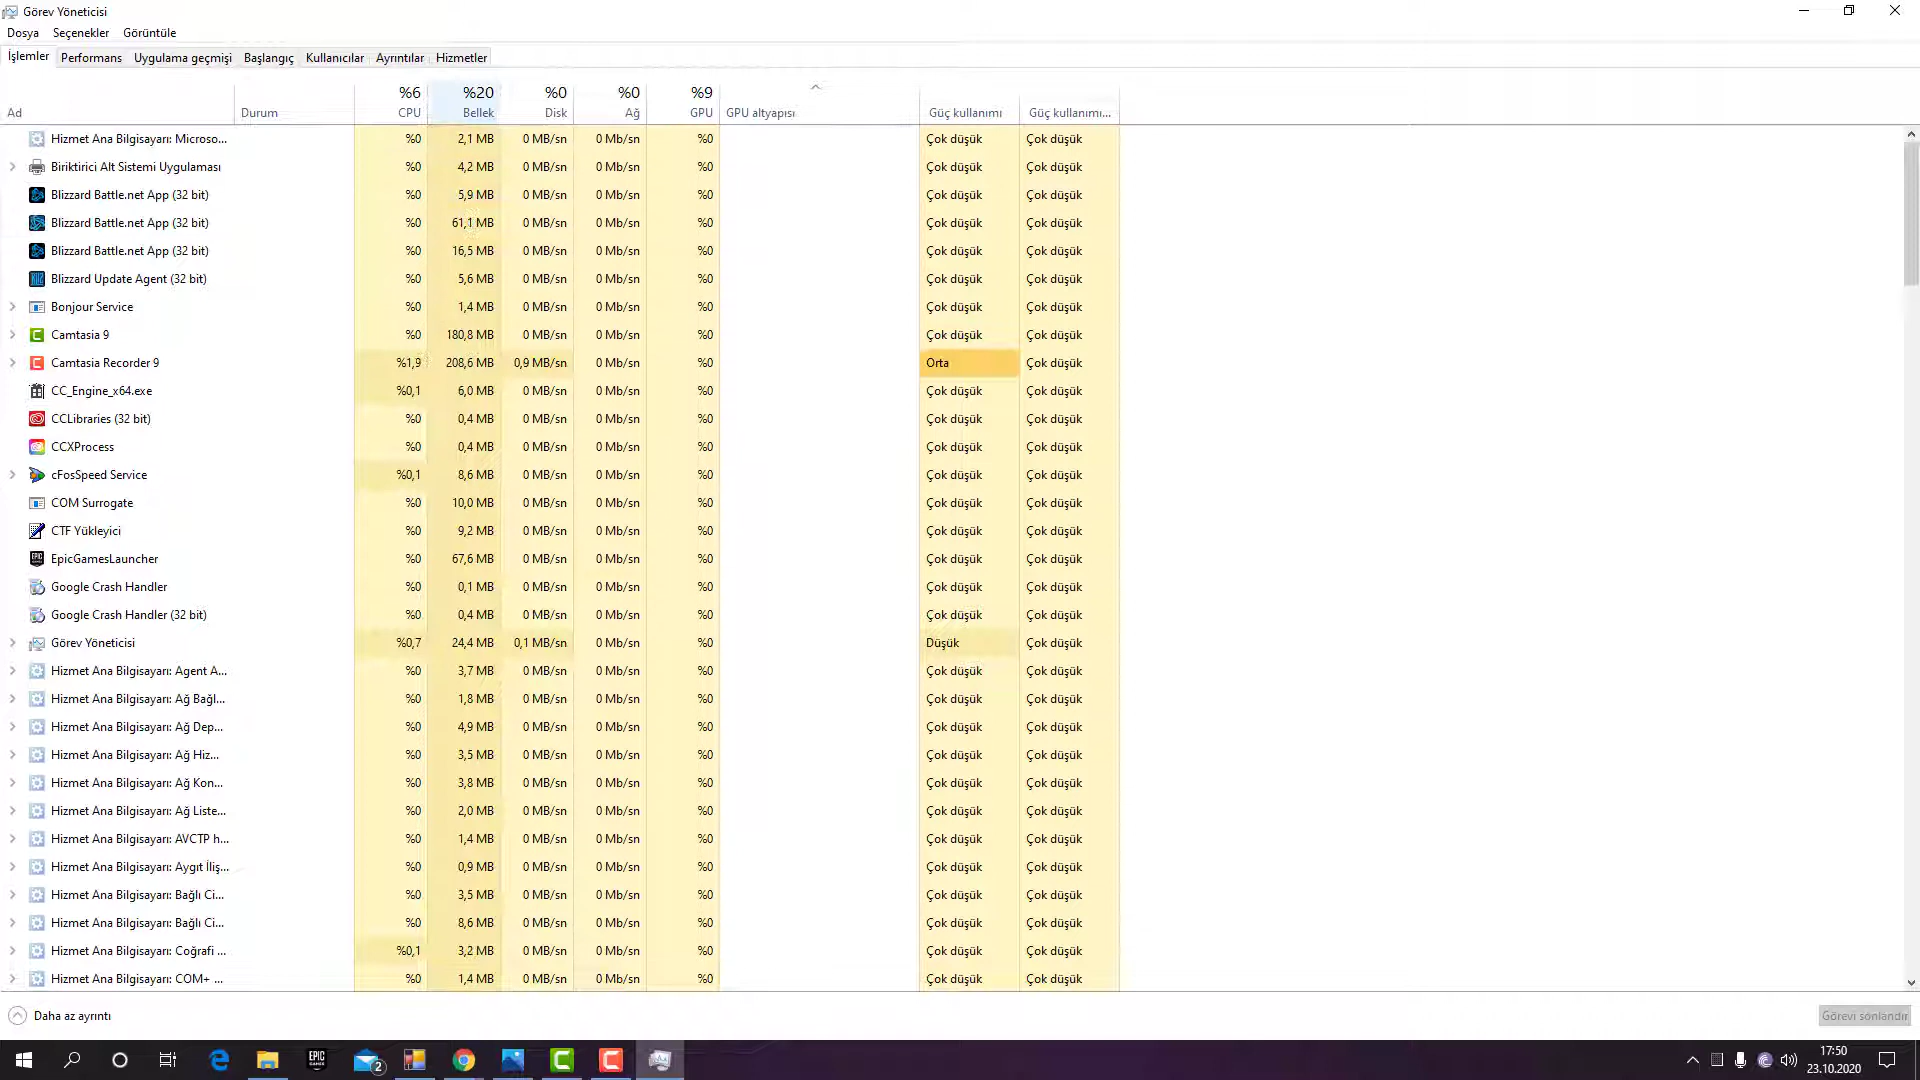 Görev Yöneticisi
Dosya Seçenekler Görüntüle
İşlemler Performans Uygulama geçmişi Başlangıç Kullanıcılar Ayrıntılar Hizmetler
%6 %20 %0 %0 %9
Ad Durum CPU Bellek Disk Ağ GPU GPU altyapısı Güç kullanımı Güç kullanımı...
Hizmet Ana Bilgisayarı: Microso... %0 2,1 MB 0 MB/sn 0 Mb/sn %0 Çok düşük Çok düşük
Biriktirici Alt Sistemi Uygulaması %0 4,2 MB 0 MB/sn 0 Mb/sn %0 Çok düşük Çok düşük
Blizzard Battle.net App (32 bit) %0 5,9 MB 0 MB/sn 0 Mb/sn %0 Çok düşük Çok düşük
Blizzard Battle.net App (32 bit) %0 61,1 MB 0 MB/sn 0 Mb/sn %0 Çok düşük Çok düşük
Blizzard Battle.net App (32 bit) %0 16,5 MB 0 MB/sn 0 Mb/sn %0 Çok düşük Çok düşük
Blizzard Update Agent (32 bit) %0 5,6 MB 0 MB/sn 0 Mb/sn %0 Çok düşük Çok düşük
Bonjour Service %0 1,4 MB 0 MB/sn 0 Mb/sn %0 Çok düşük Çok düşük
Camtasia 9 %0 180,8 MB 0 MB/sn 0 Mb/sn %0 Çok düşük Çok düşük
Camtasia Recorder 9 %1,9 208,6 MB 0,9 MB/sn 0 Mb/sn %0 Orta Çok düşük
CC_Engine_x64.exe %0,1 6,0 MB 0 MB/sn 0 Mb/sn %0 Çok düşük Çok düşük
CCLibraries (32 bit) %0 0,4 MB 0 MB/sn 0 Mb/sn %0 Çok düşük Çok düşük
CCXProcess %0 0,4 MB 0 MB/sn 0 Mb/sn %0 Çok düşük Çok düşük
cFosSpeed Service %0,1 8,6 MB 0 MB/sn 0 Mb/sn %0 Çok düşük Çok düşük
COM Surrogate %0 10,0 MB 0 MB/sn 0 Mb/sn %0 Çok düşük Çok düşük
CTF Yükleyici %0 9,2 MB 0 MB/sn 0 Mb/sn %0 Çok düşük Çok düşük
EpicGamesLauncher %0 67,6 MB 0 MB/sn 0 Mb/sn %0 Çok düşük Çok düşük
Google Crash Handler %0 0,1 MB 0 MB/sn 0 Mb/sn %0 Çok düşük Çok düşük
Google Crash Handler (32 bit) %0 0,4 MB 0 MB/sn 0 Mb/sn %0 Çok düşük Çok düşük
Görev Yöneticisi %0,7 24,4 MB 0,1 MB/sn 0 Mb/sn %0 Düşük Çok düşük
Hizmet Ana Bilgisayarı: Agent A... %0 3,7 MB 0 MB/sn 0 Mb/sn %0 Çok düşük Çok düşük
Hizmet Ana Bilgisayarı: Ağ Bağl... %0 1,8 MB 0 MB/sn 0 Mb/sn %0 Çok düşük Çok düşük
Hizmet Ana Bilgisayarı: Ağ Dep... %0 4,9 MB 0 MB/sn 0 Mb/sn %0 Çok düşük Çok düşük
Hizmet Ana Bilgisayarı: Ağ Hiz... %0 3,5 MB 0 MB/sn 0 Mb/sn %0 Çok düşük Çok düşük
Hizmet Ana Bilgisayarı: Ağ Kon... %0 3,8 MB 0 MB/sn 0 Mb/sn %0 Çok düşük Çok düşük
Hizmet Ana Bilgisayarı: Ağ Liste... %0 2,0 MB 0 MB/sn 0 Mb/sn %0 Çok düşük Çok düşük
Hizmet Ana Bilgisayarı: AVCTP h... %0 1,4 MB 0 MB/sn 0 Mb/sn %0 Çok düşük Çok düşük
Hizmet Ana Bilgisayarı: Aygıt İliş... %0 0,9 MB 0 MB/sn 0 Mb/sn %0 Çok düşük Çok düşük
Hizmet Ana Bilgisayarı: Bağlı Ci... %0 3,5 MB 0 MB/sn 0 Mb/sn %0 Çok düşük Çok düşük
Hizmet Ana Bilgisayarı: Bağlı Ci... %0 8,6 MB 0 MB/sn 0 Mb/sn %0 Çok düşük Çok düşük
Hizmet Ana Bilgisayarı: Coğrafi ... %0,1 3,2 MB 0 MB/sn 0 Mb/sn %0 Çok düşük Çok düşük
Hizmet Ana Bilgisayarı: COM+ ... %0 1,4 MB 0 MB/sn 0 Mb/sn %0 Çok düşük Çok düşük
Daha az ayrıntı Görevi sonlandır
EPIC GAMES 2 17:50
23.10.2020